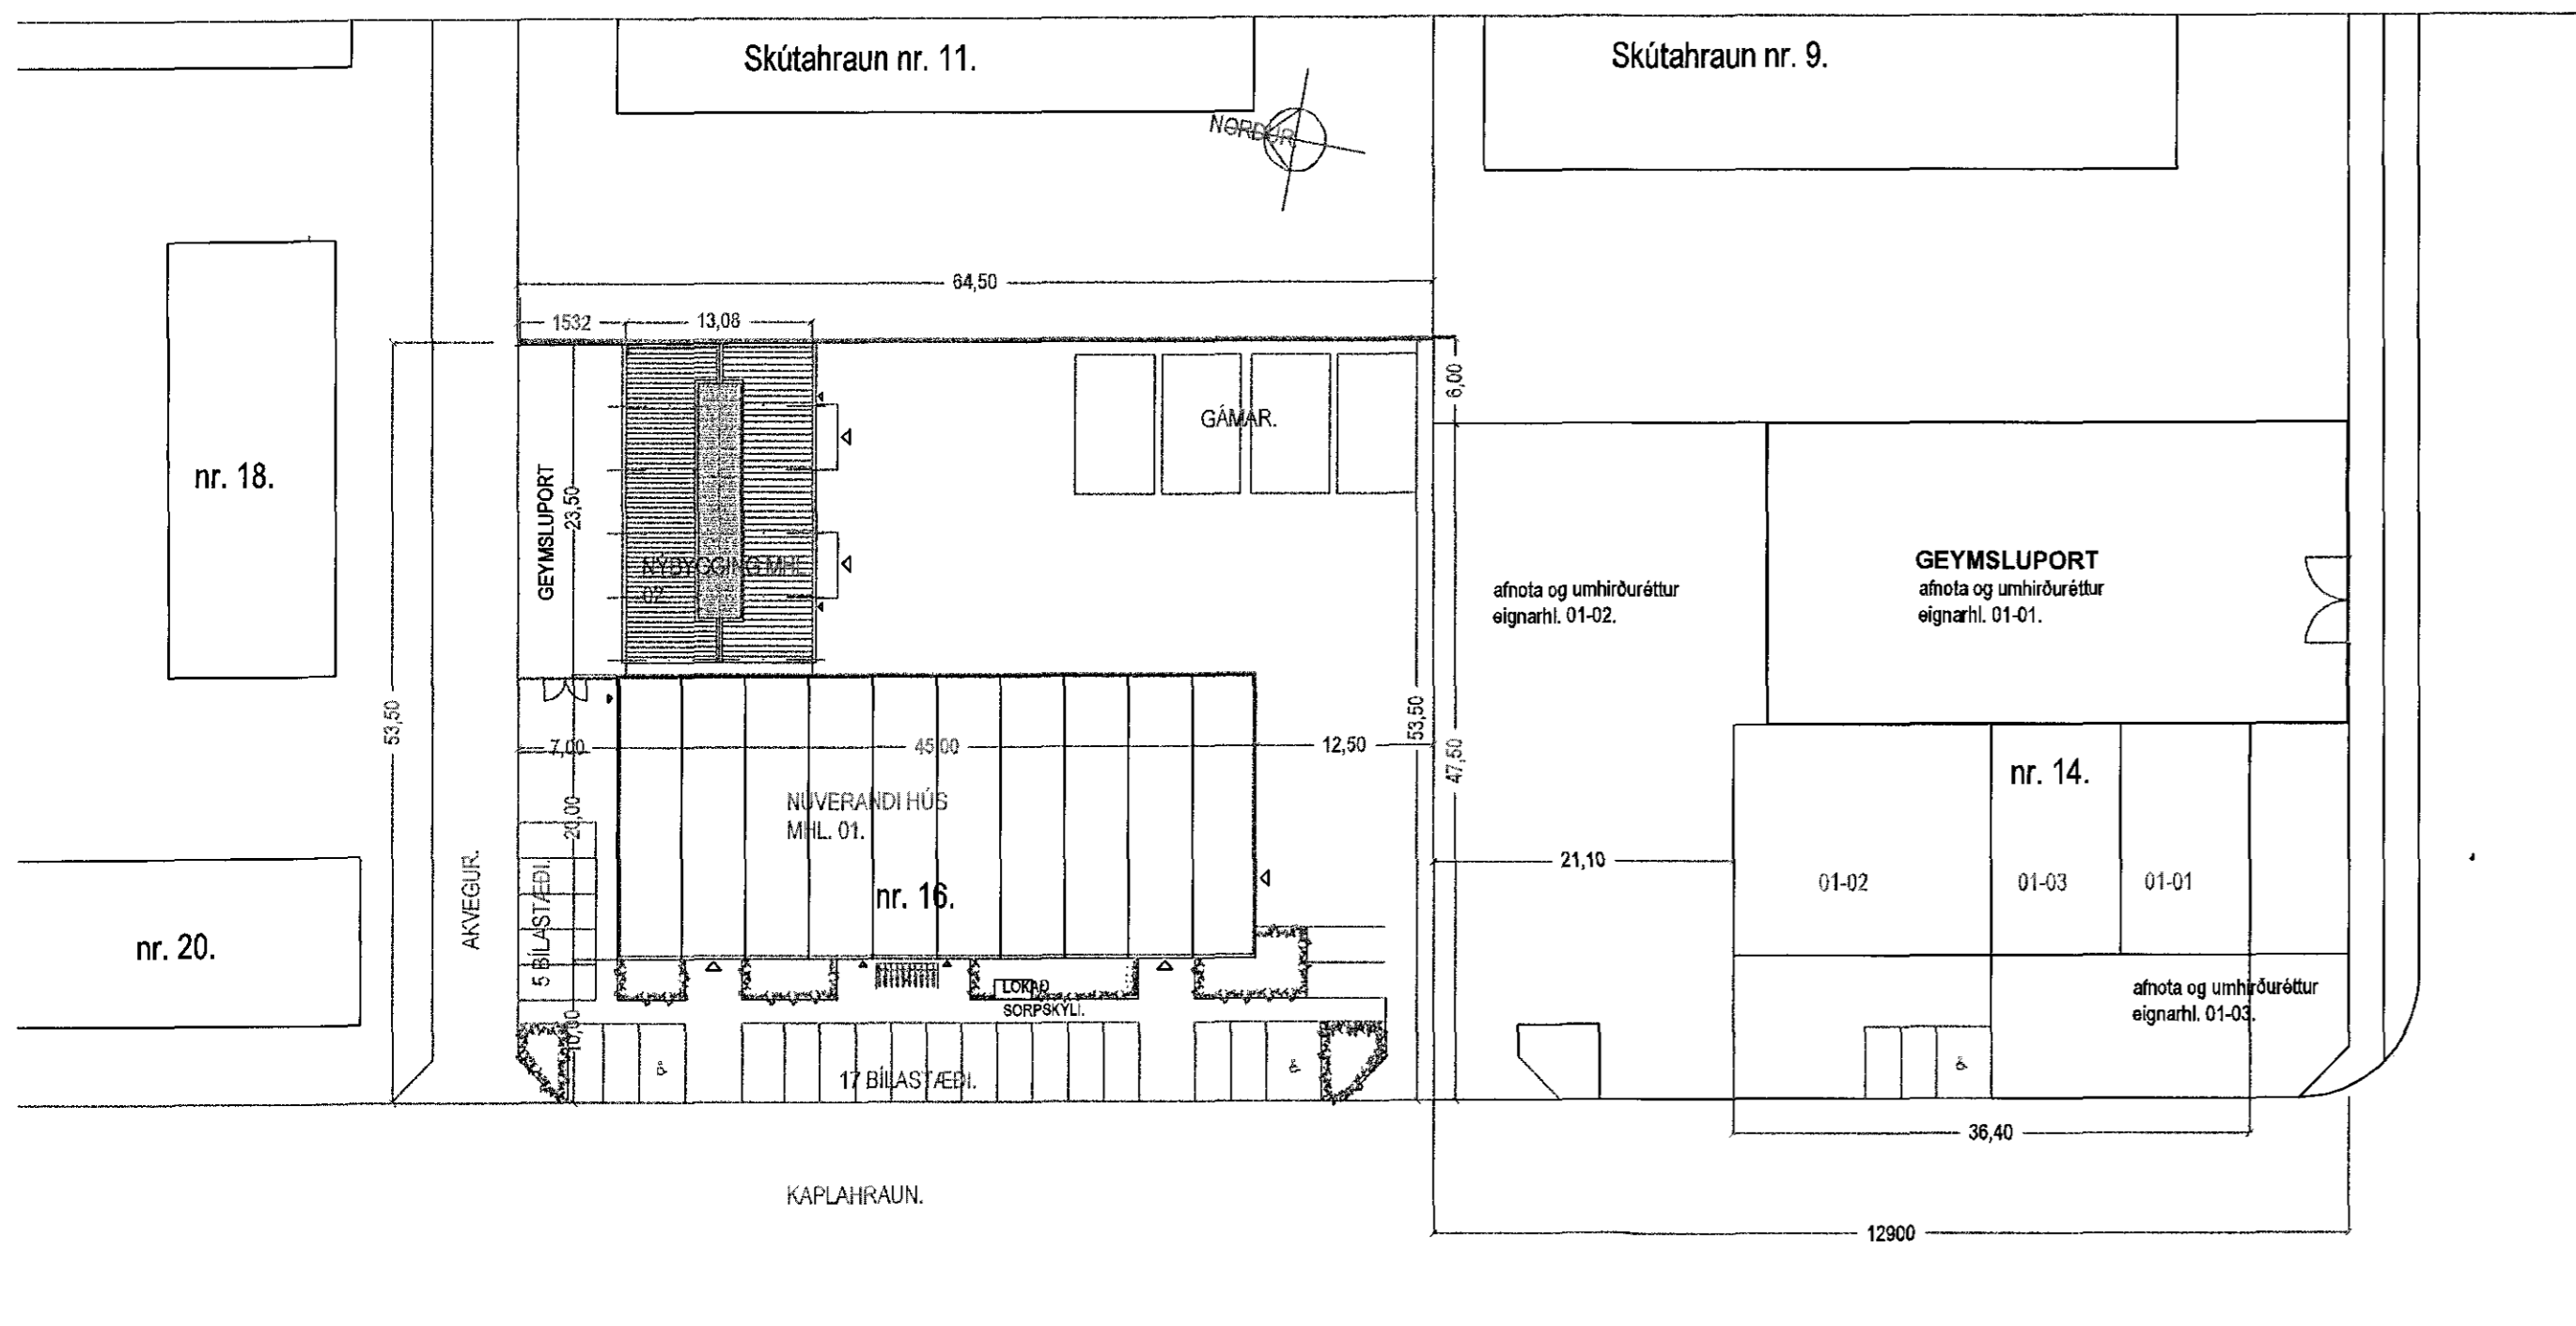 Skútahraun nr. 11.
Skútahraun nr. 9.
NORÐUR
64,50
1532
13,08
6,00
GÁMAR.
nr. 18.
GEYMSLUPORT
23,50
NÝBYGGING MHL.
02
GEYMSLUPORT
afnota og umhirðuréttur
eignarhl. 01-01.
afnota og umhirðuréttur
eignarhl. 01-02.
53,50
7,00
45,00
12,50
53,50
47,50
NÚVERANDI HÚS
MHL. 01.
nr. 16.
20,00
nr. 14.
21,10
01-02
01-03
01-01
AKVEGUR.
5 BÍLASTÆÐI.
nr. 20.
LOKAÐ
SORPSKÝLI.
afnota og umhirðuréttur
eignarhl. 01-03.
10,00
17 BÍLASTÆÐI.
36,40
KAPLAHRAUN.
12900